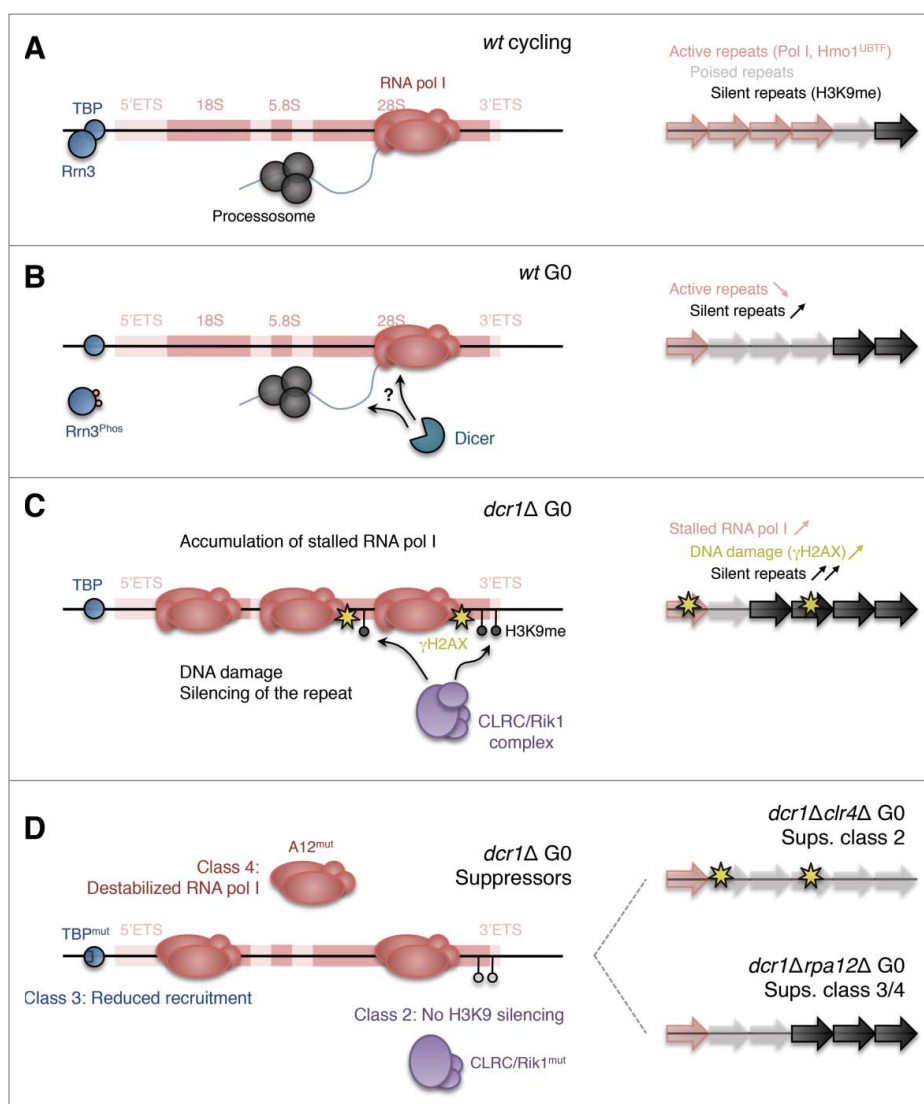 A
wt cycling
RNA pol I
TBP
5'ETS
18S
5.8S
28S
3'ETS
Rrn3
Processosome
Active repeats (Pol I, Hmo1ᵁᴮᵀᶠ)
Poised repeats
Silent repeats (H3K9me)
B
wt G0
5'ETS
18S
5.8S
28S
3'ETS
Rrn3ᴾʰᵒˢ
?
Dicer
Active repeats
Silent repeats
C
dcr1Δ G0
Accumulation of stalled RNA pol I
TBP
5'ETS
3'ETS
γH2AX
H3K9me
DNA damage
Silencing of the repeat
CLRC/Rik1
complex
Stalled RNA pol I
DNA damage (γH2AX)
Silent repeats
D
dcr1Δ G0
Suppressors
A12ᵐᵘᵗ
Class 4:
Destabilized RNA pol I
TBPᵐᵘᵗ
5'ETS
3'ETS
Class 3: Reduced recruitment
Class 2: No H3K9 silencing
CLRC/Rik1ᵐᵘᵗ
dcr1Δclr4Δ G0
Sups. class 2
dcr1Δrpa12Δ G0
Sups. class 3/4